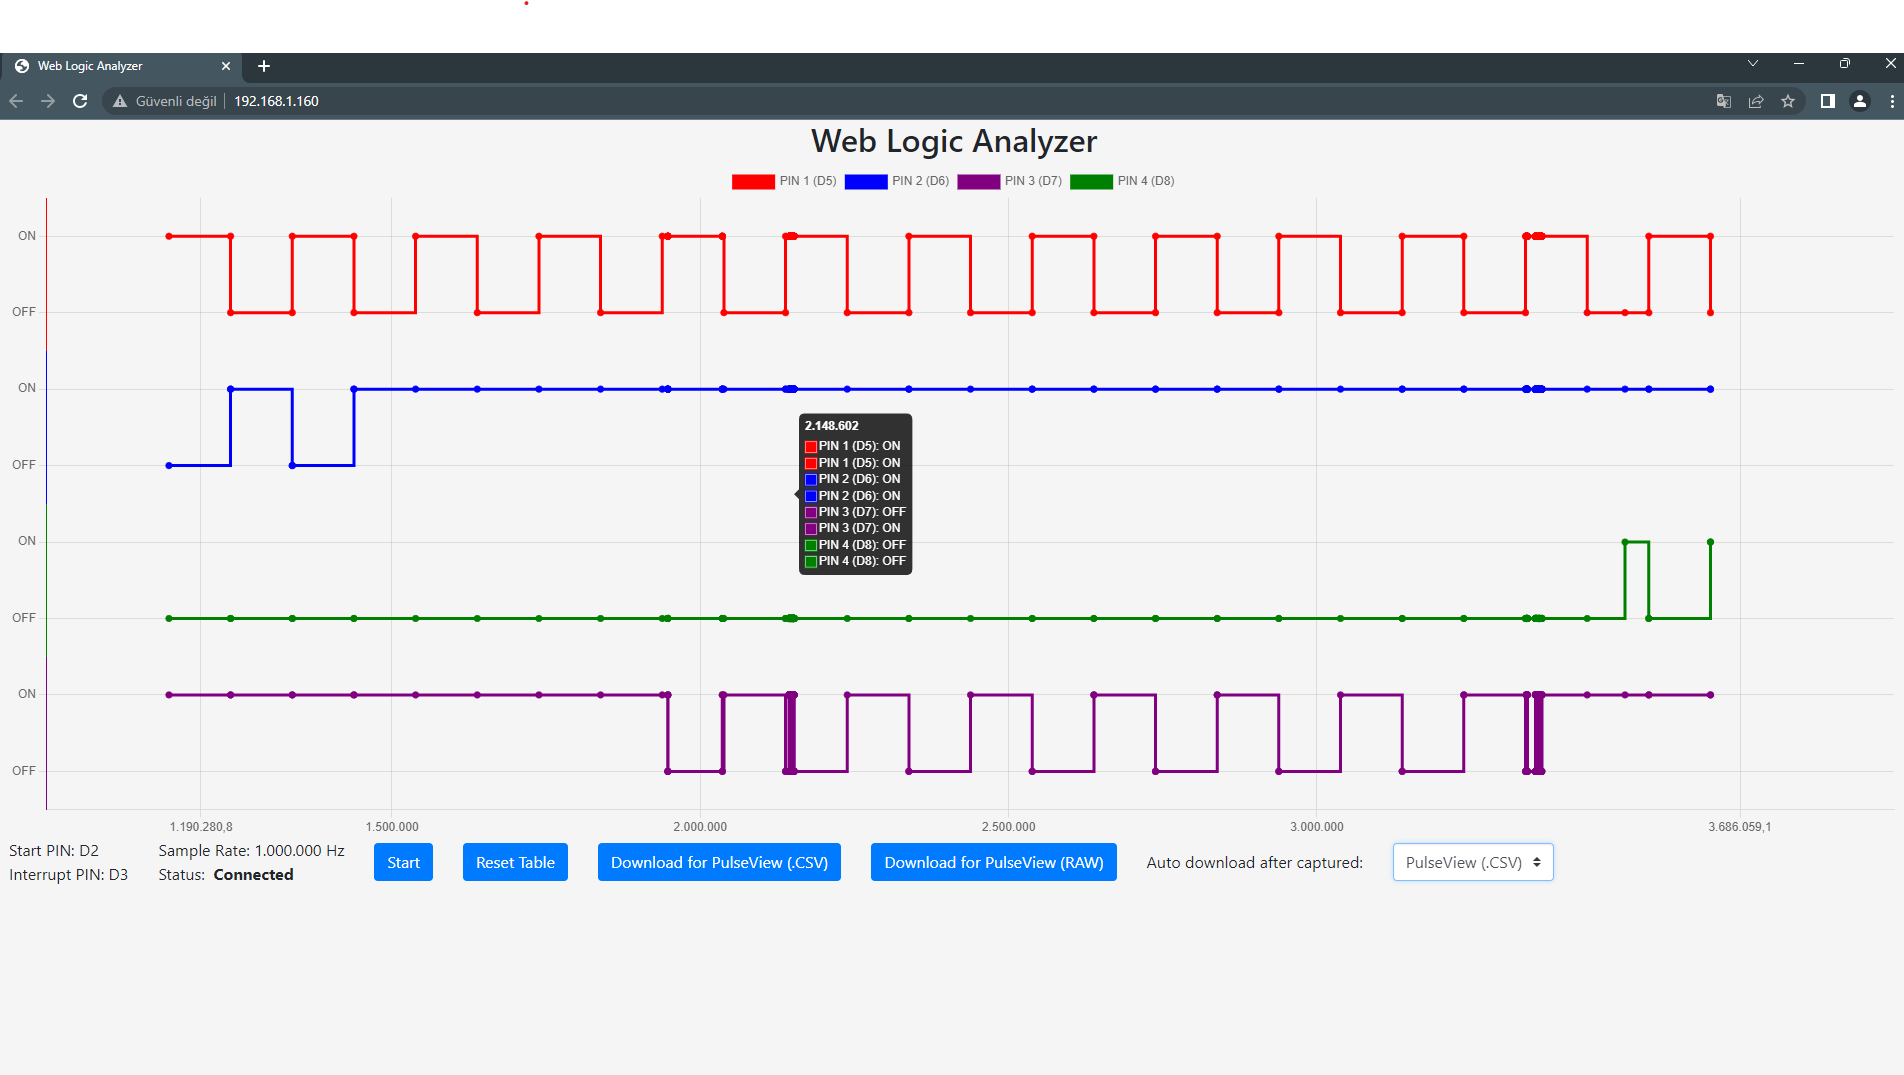 Web Logic Analyzer
Güvenli değil 192.168.1.160
Web Logic Analyzer
PIN 1 (D5) PIN 2 (D6) PIN 3 (D7) PIN 4 (D8)
ON
OFF
ON
2.148.602
PIN 1 (D5): ON
PIN 1 (D5): ON
OFF
PIN 2 (D6): ON
PIN 2 (D6): ON
PIN 3 (D7): OFF
PIN 3 (D7): ON
ON
PIN 4 (D8): OFF
PIN 4 (D8): OFF
OFF
ON
OFF
1.190.280,8 1.500.000 2.000.000 2.500.000 3.000.000 3.686.059,1
Start PIN: D2 Sample Rate: 1.000.000 Hz
Start Reset Table Download for PulseView (.CSV) Download for PulseView (RAW) Auto download after captured: PulseView (.CSV)
Interrupt PIN: D3 Status: Connected